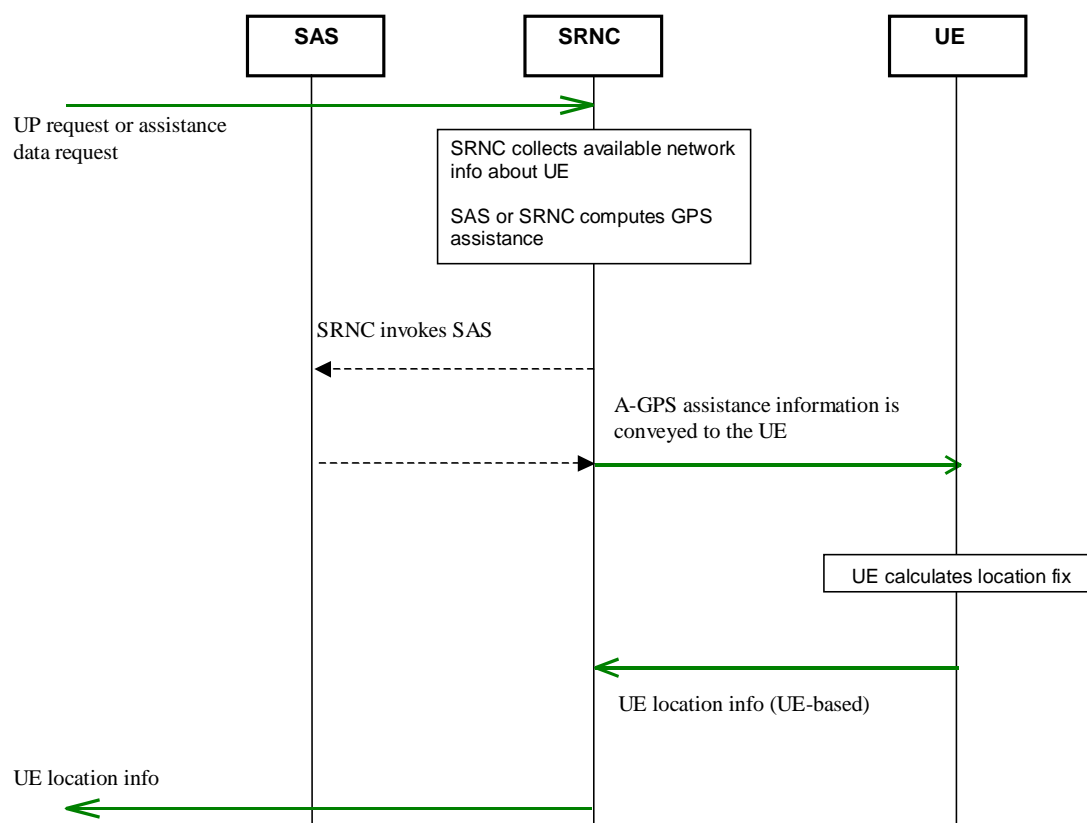 SAS
SRNC
UE
UP request or assistance
data request
SRNC collects available network
info about UE
SAS or SRNC computes GPS
assistance
SRNC invokes SAS
A-GPS assistance information is
conveyed to the UE
UE calculates location fix
UE location info (UE-based)
UE location info